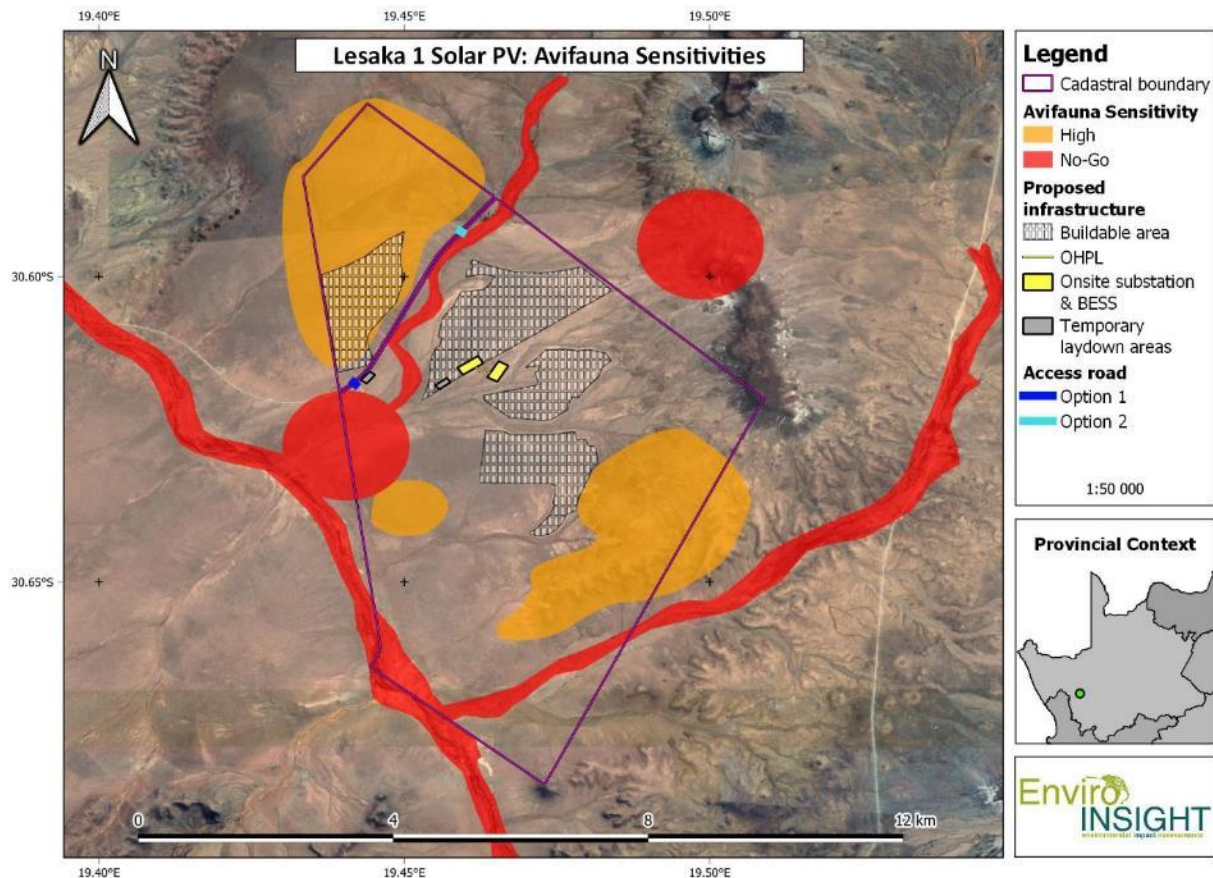 19.40°E 19.45°E 19.50°E
Lesaka 1 Solar PV: Avifauna Sensitivities
N
30.60°S
30.65°S
0 4 8 12 km
19.40°E 19.45°E 19.50°E
Legend
Cadastral boundary
Avifauna Sensitivity
High
No-Go
Proposed
infrastructure
Buildable area
OHPL
Onsite substation
& BESS
Temporary
laydown areas
Access road
Option 1
Option 2
1:50 000
Provincial Context
Enviro
INSIGHT